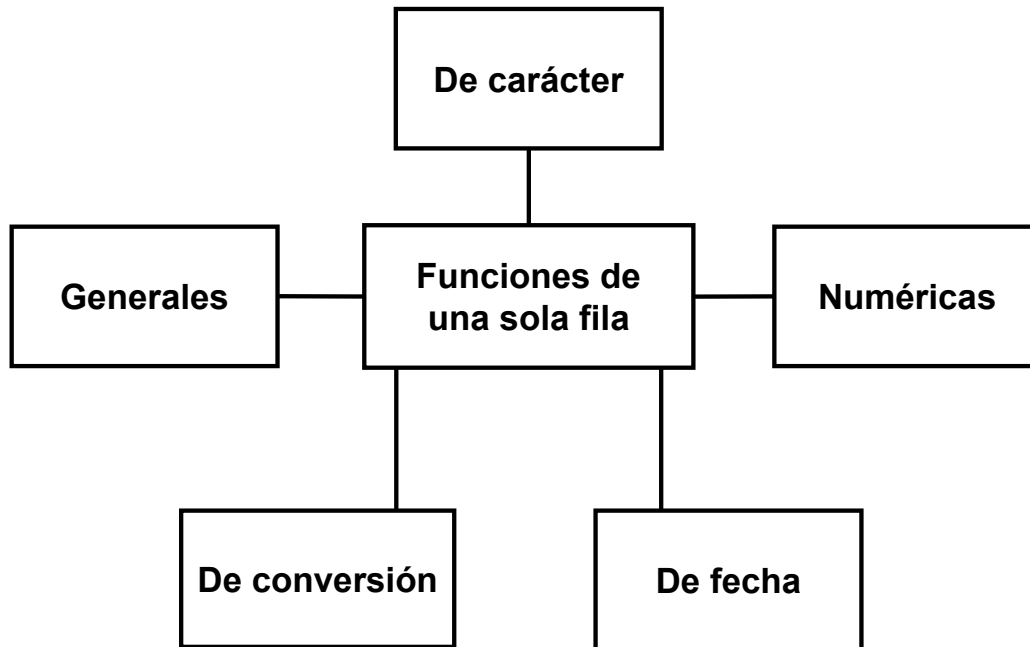 De carácter
Generales
Funciones de
una sola fila
Numéricas
De conversión
De fecha